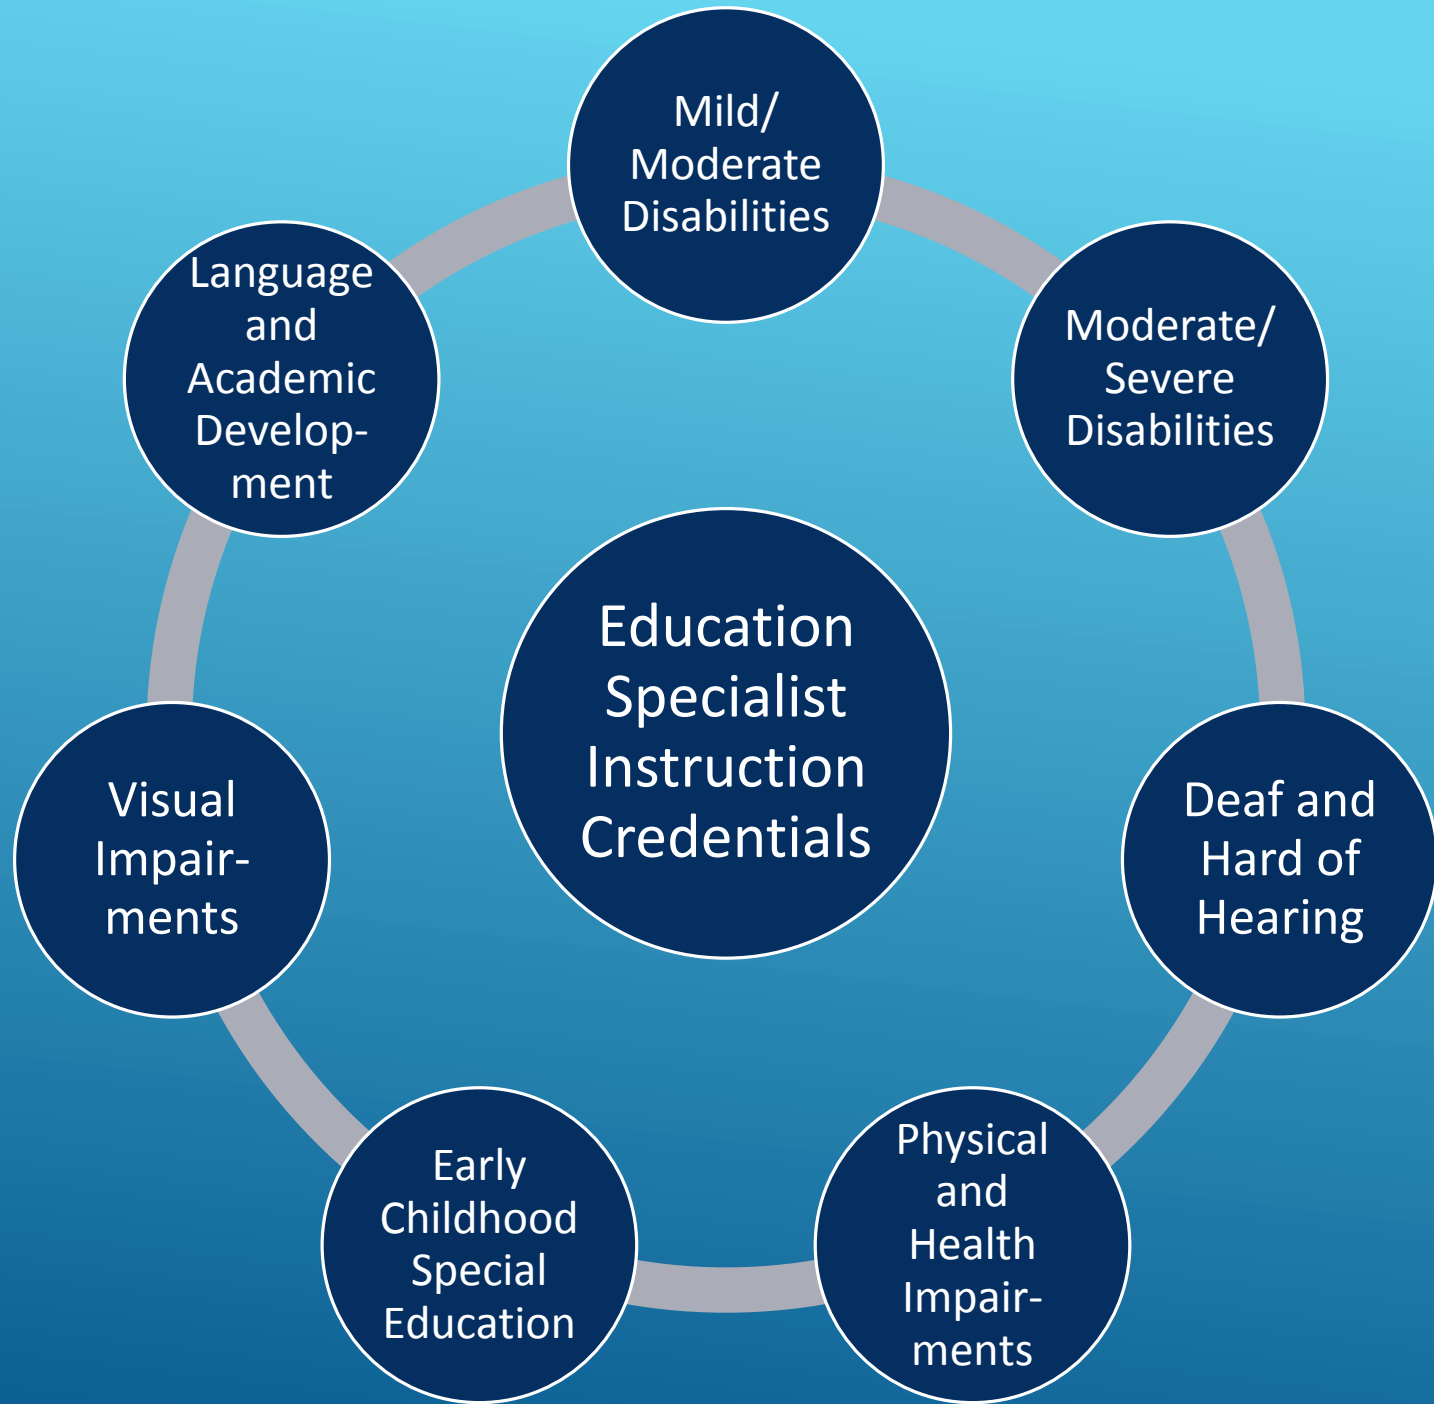 Mild/
Moderate
Disabilities
Moderate/
Severe
Disabilities
Deaf and
Hard of
Hearing
Physical
and
Health
Impair-
ments
Early
Childhood
Special
Education
Visual
Impair-
ments
Language
and
Academic
Develop-
ment
Education
Specialist
Instruction
Credentials